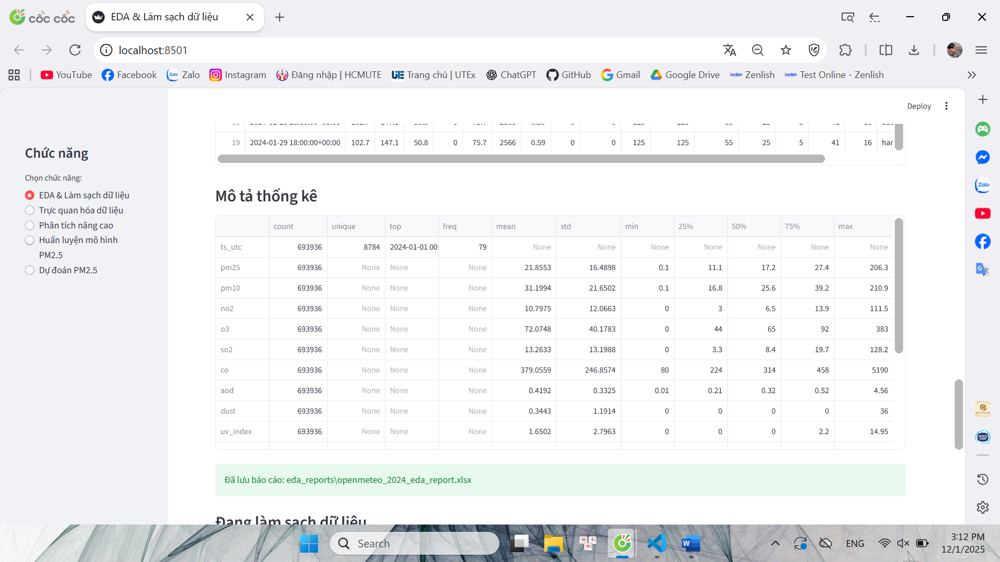 cốc cốc
EDA & Làm sạch dữ liệu
localhost:8501
YouTube Facebook Zalo Instagram Đăng nhập | HCMUTE Trang chủ | UTEx ChatGPT GitHub Gmail Google Drive Zenlish Test Online - Zenlish
Deploy
Chức năng
Chọn chức năng:
EDA & Làm sạch dữ liệu
Trực quan hóa dữ liệu
Phân tích nâng cao
Huấn luyện mô hình
PM2.5
Dự đoán PM2.5
19 2024-01-29 18:00:00+00:00 102.7 147.1 50.8 0 75.7 2566 0.59 0 0 125 125 55 25 5 41 16 har
Mô tả thống kê
count unique top freq mean std min 25% 50% 75% max
ts_utc 693936 8784 2024-01-01 00: 79 None None None None None None None
pm25 693936 None None None 21.8553 16.4898 0.1 11.1 17.2 27.4 206.3
pm10 693936 None None None 31.1994 21.6502 0.1 16.8 25.6 39.2 210.9
no2 693936 None None None 10.7975 12.0663 0 3 6.5 13.9 111.5
o3 693936 None None None 72.0748 40.1783 0 44 65 92 383
so2 693936 None None None 13.2633 13.1988 0 3.3 8.4 19.7 128.2
co 693936 None None None 379.0559 246.8574 80 224 314 458 5190
aod 693936 None None None 0.4192 0.3325 0.01 0.21 0.32 0.52 4.56
dust 693936 None None None 0.3443 1.1914 0 0 0 0 36
uv_index 693936 None None None 1.6502 2.7963 0 0 0 2.2 14.95
Đã lưu báo cáo: eda_reports\openmeteo_2024_eda_report.xlsx
Đang làm sạch dữ liệu
Search
ENG
3:12 PM
12/1/2025